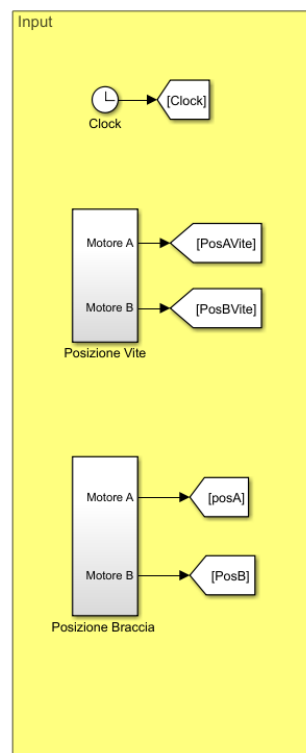 Input
[Clock]
Clock
Motore A
[PosAVite]
Motore B
[PosBVite]
Posizione Vite
Motore A
[posA]
Motore B
[PosB]
Posizione Braccia